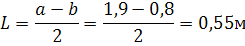 L = (a − b)/2 = (1,9 − 0,8)/2 = 0,55м